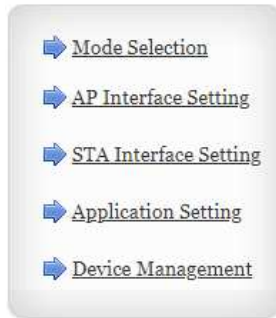 Mode Selection
AP Interface Setting
STA Interface Setting
Application Setting
Device Management